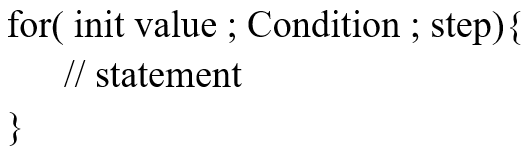 for( init value ; Condition ; step){
// statement
}